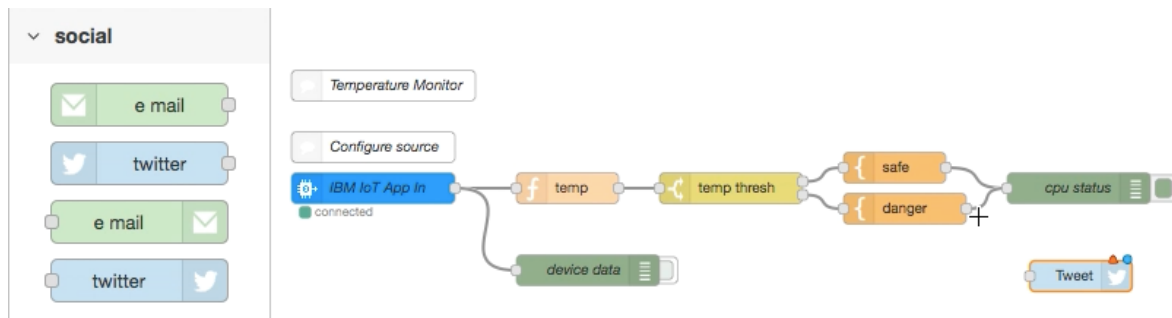 social
e mail
twitter
e mail
twitter
Temperature Monitor
Configure source
IBM IoT App In
connected
temp
temp thresh
safe
danger
cpu status
device data
Tweet